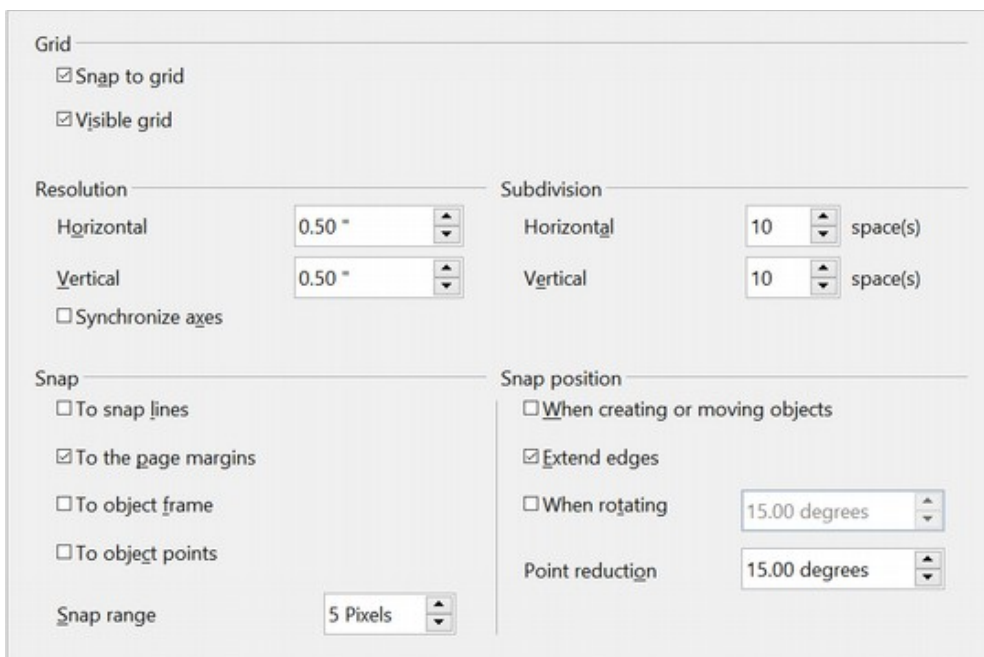 Grid
Snap to grid
Visible grid
Resolution
Horizontal 0.50 "
Vertical 0.50 "
Synchronize axes
Subdivision
Horizontal 10 space(s)
Vertical 10 space(s)
Snap
To snap lines
To the page margins
To object frame
To object points
Snap range 5 Pixels
Snap position
When creating or moving objects
Extend edges
When rotating 15.00 degrees
Point reduction 15.00 degrees